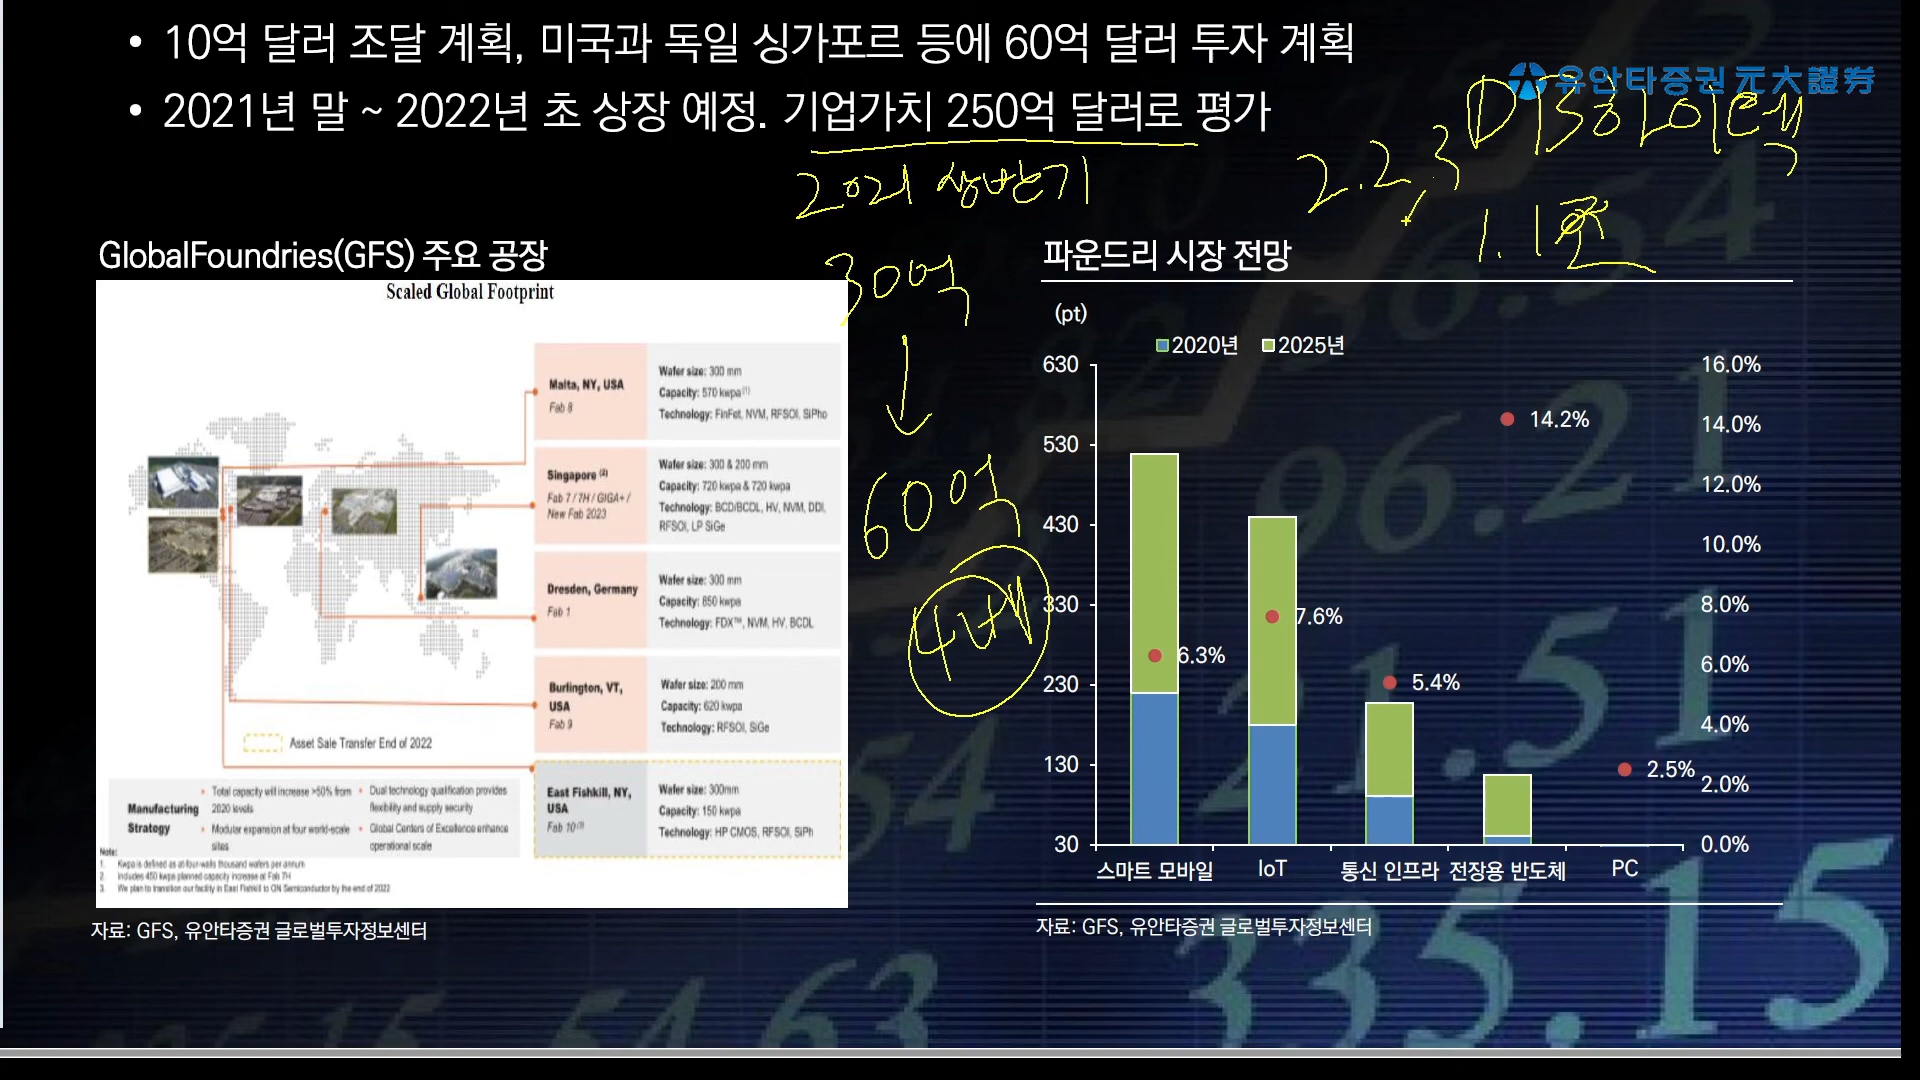 • 10억 달러 조달 계획, 미국과 독일 싱가포르 등에 60억 달러 투자 계획
유안타증권 元大證券
• 2021년 말 ~ 2022년 초 상장 예정. 기업가치 250억 달러로 평가
DB하이텍
2021 상반기
2.2
1.1조
30억
60억
4배
GlobalFoundries(GFS) 주요 공장
Scaled Global Footprint
Malta, NY, USA
Fab 8
Wafer size: 300 mm
Capacity: 570 kwpa(1)
Technology: FinFet, NVM, RFSOI, SiPho
Singapore (2)
Fab 7 / 7H / GIGA+ /
New Fab 2023
Wafer size: 300 & 200 mm
Capacity: 720 kwpa & 720 kwpa
Technology: BCD/BCDL, HV, NVM, DDI,
RFSOI, LP SiGe
Dresden, Germany
Fab 1
Wafer size: 300 mm
Capacity: 850 kwpa
Technology: FDX™, NVM, HV, BCDL
Burlington, VT,
USA
Fab 9
Wafer size: 200 mm
Capacity: 620 kwpa
Technology: RFSOI, SiGe
Asset Sale Transfer End of 2022
East Fishkill, NY,
USA
Fab 10(3)
Wafer size: 300mm
Capacity: 150 kwpa
Technology: HP CMOS, RFSOI, SiPh
Manufacturing
Strategy
• Total capacity will increase >50% from
2020 levels
• Modular expansion at four world-scale
sites
• Dual technology qualification provides
flexibility and supply security
• Global Centers of Excellence enhance
operational scale
Note:
1. Kwpa is defined as at-four-walls thousand wafers per annum
2. Includes 450 kwpa planned capacity increase at Fab 7H
3. We plan to transition our facility in East Fishkill to ON Semiconductor by the end of 2022
자료: GFS, 유안타증권 글로벌투자정보센터
파운드리 시장 전망
(pt)
2020년 2025년
630
530
430
330
230
130
30
16.0%
14.0%
12.0%
10.0%
8.0%
6.0%
4.0%
2.0%
0.0%
6.3%
7.6%
5.4%
14.2%
2.5%
스마트 모바일 IoT 통신 인프라 전장용 반도체 PC
자료: GFS, 유안타증권 글로벌투자정보센터
96.21
335.15